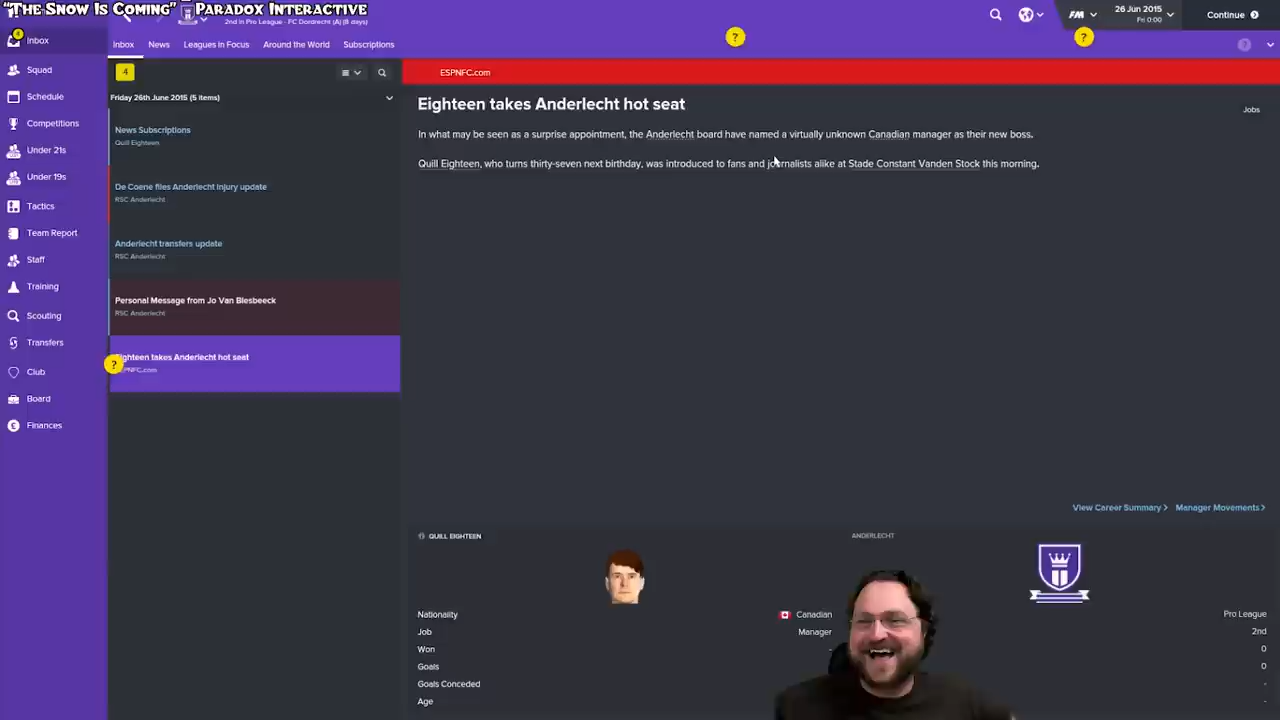 "The Snow Is Coming" Paradox Interactive
2nd in Pro League - FC Dordrecht (A) (8 days)
FM
26 Jun 2015
Fri 0:00
Continue
4
Inbox
Squad
Schedule
Competitions
Under 21s
Under 19s
Tactics
Team Report
Staff
Training
Scouting
Transfers
Club
Board
Finances
Inbox News Leagues in Focus Around the World Subscriptions
?
?
?
4
Friday 26th June 2015 (5 items)
News Subscriptions
Quill Eighteen
De Coene files Anderlecht injury update
RSC Anderlecht
Anderlecht transfers update
RSC Anderlecht
Personal Message from Jo Van Biesbeeck
RSC Anderlecht
?
Eighteen takes Anderlecht hot seat
ESPNFC.com
ESPNFC.com
Eighteen takes Anderlecht hot seat
Jobs
In what may be seen as a surprise appointment, the Anderlecht board have named a virtually unknown Canadian manager as their new boss.
Quill Eighteen, who turns thirty-seven next birthday, was introduced to fans and journalists alike at Stade Constant Vanden Stock this morning.
View Career Summary > Manager Movements >
QUILL EIGHTEEN
ANDERLECHT
Nationality Canadian
Job Manager
Won -
Goals
Goals Conceded
Age
Pro League
2nd
0
0
-
-